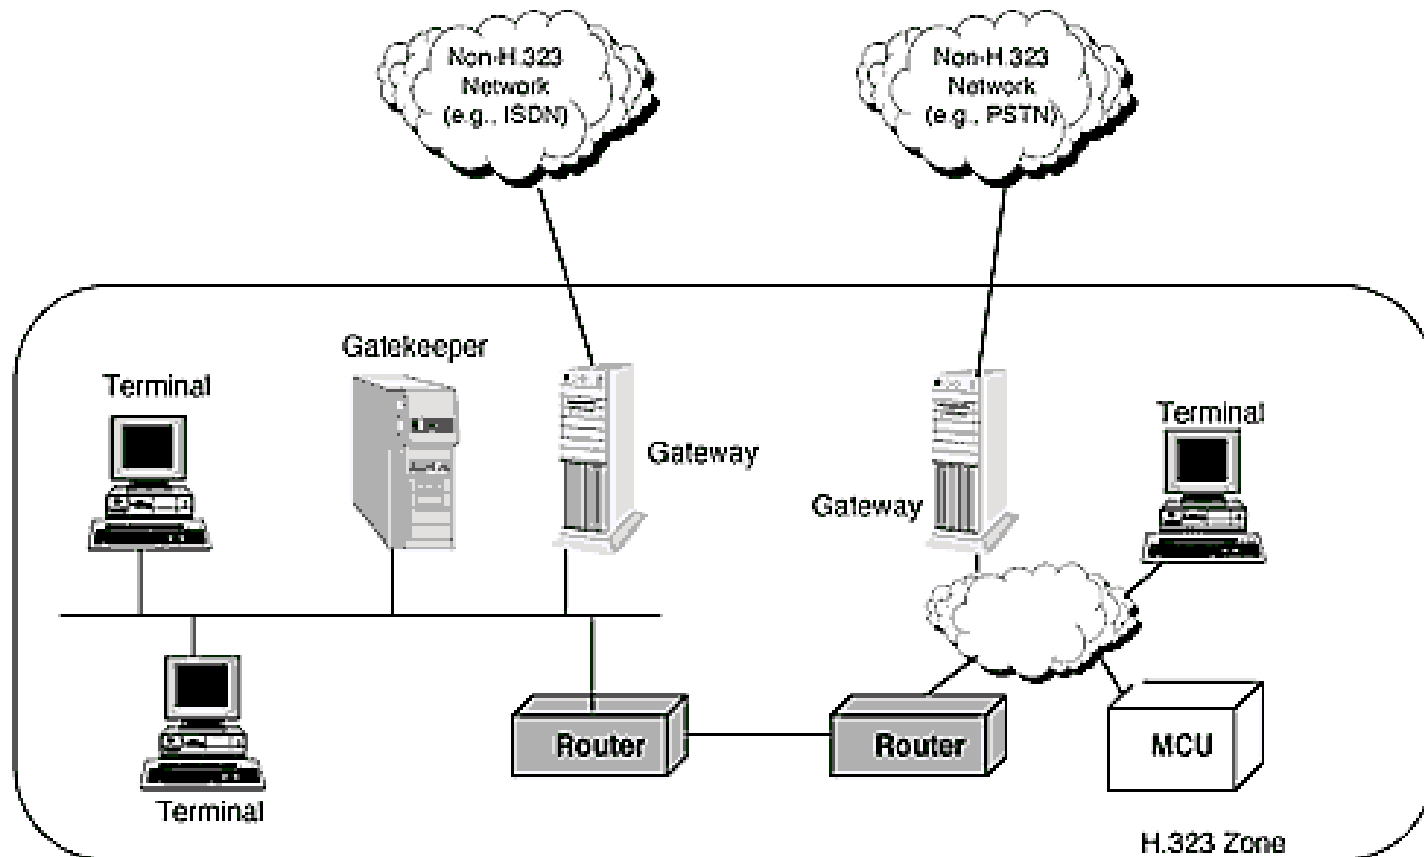 Non-H.323
Network
(e.g., ISDN)
Non-H.323
Network
(e.g., PSTN)
Gatekeeper
Terminal
Terminal
Gateway
Gateway
Router
Router
MCU
Terminal
H.323 Zone